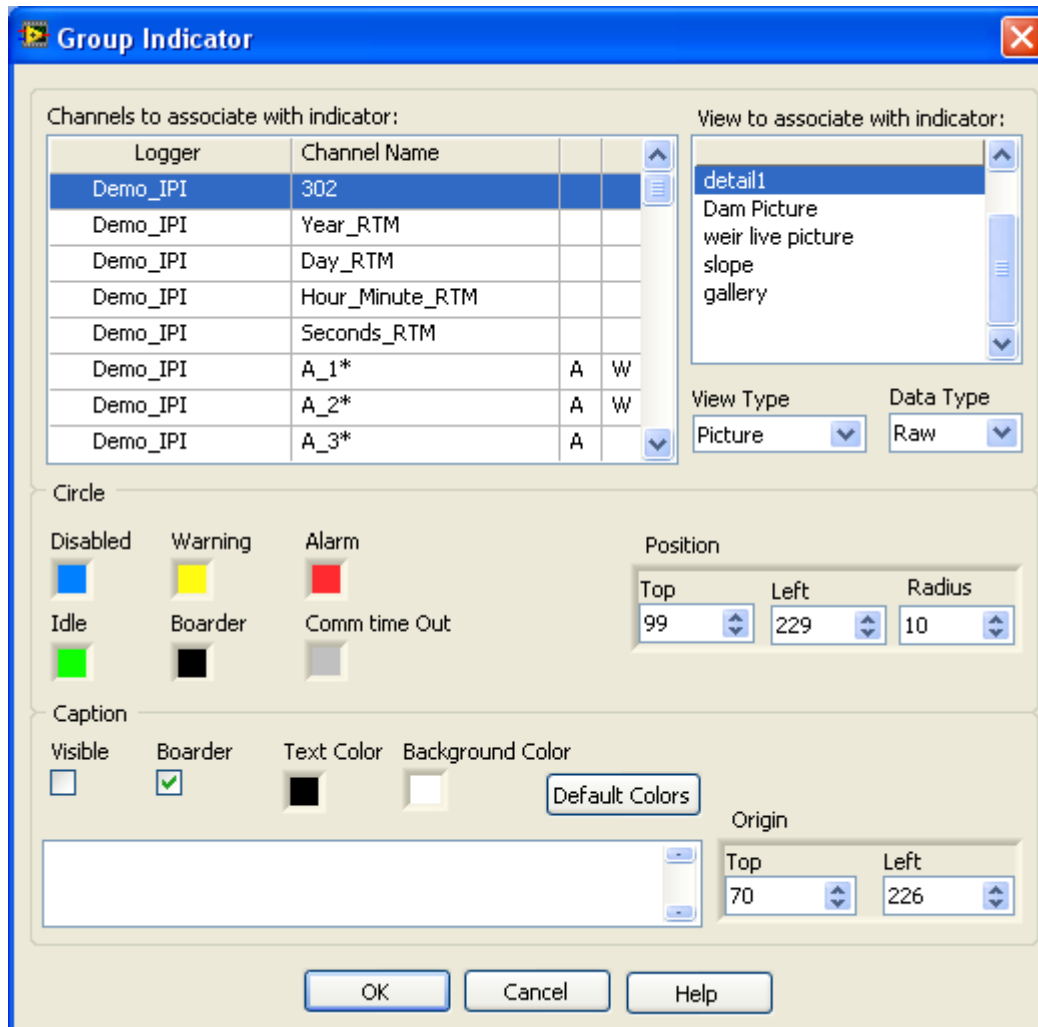 Group Indicator
Channels to associate with indicator:
Logger Channel Name
Demo_IPI 302
Demo_IPI Year_RTM
Demo_IPI Day_RTM
Demo_IPI Hour_Minute_RTM
Demo_IPI Seconds_RTM
Demo_IPI A_1* A W
Demo_IPI A_2* A W
Demo_IPI A_3* A
View to associate with indicator:
detail1
Dam Picture
weir live picture
slope
gallery
View Type Data Type
Picture Raw
Circle
Disabled Warning Alarm
Idle Boarder Comm time Out
Position
Top Left Radius
99 229 10
Caption
Visible Boarder Text Color Background Color
Default Colors
Origin
Top Left
70 226
OK Cancel Help